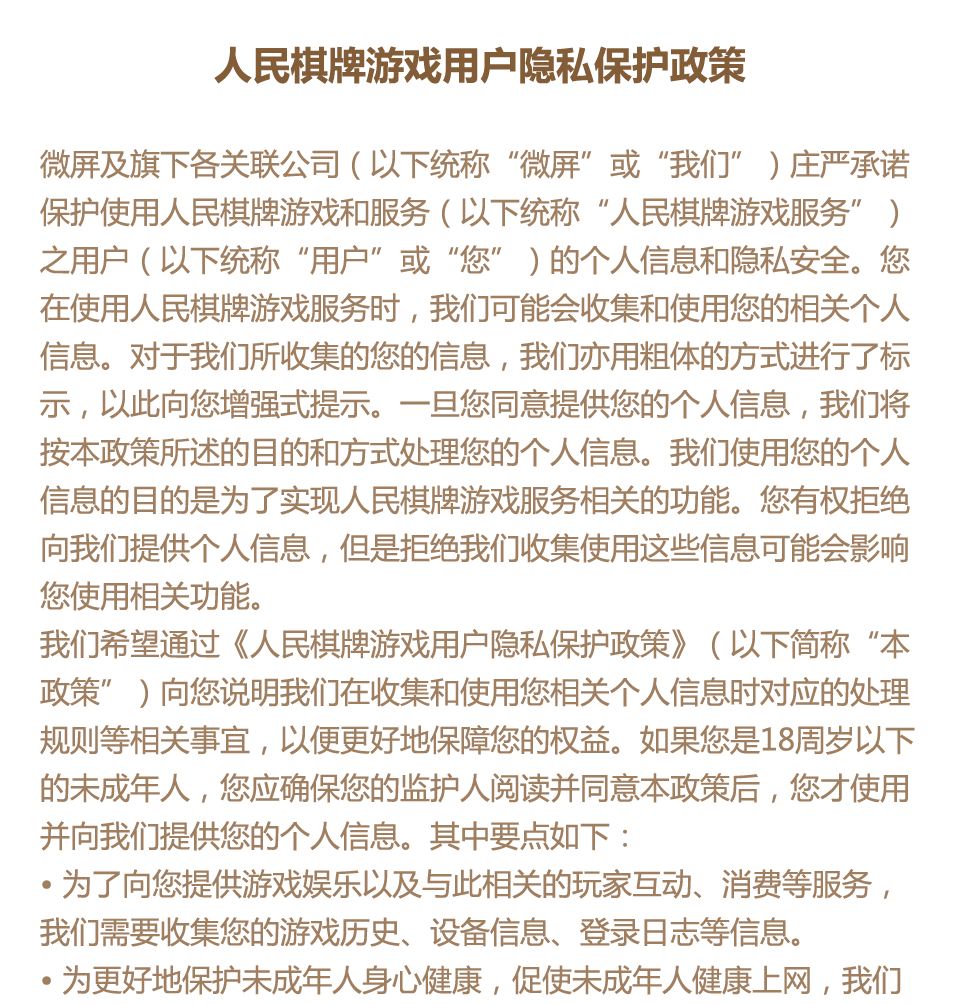 人民棋牌游戏用户隐私保护政策
微屏及旗下各关联公司（以下统称“微屏”或“我们”）庄严承诺
保护使用人民棋牌游戏和服务（以下统称“人民棋牌游戏服务”）
之用户（以下统称“用户”或“您”）的个人信息和隐私安全。您
在使用人民棋牌游戏服务时，我们可能会收集和使用您的相关个人
信息。对于我们所收集的您的信息，我们亦用粗体的方式进行了标
示，以此向您增强式提示。一旦您同意提供您的个人信息，我们将
按本政策所述的目的和方式处理您的个人信息。我们使用您的个人
信息的目的是为了实现人民棋牌游戏服务相关的功能。您有权拒绝
向我们提供个人信息，但是拒绝我们收集使用这些信息可能会影响
您使用相关功能。
我们希望通过《人民棋牌游戏用户隐私保护政策》（以下简称“本
政策”）向您说明我们在收集和使用您相关个人信息时对应的处理
规则等相关事宜，以便更好地保障您的权益。如果您是18周岁以下
的未成年人，您应确保您的监护人阅读并同意本政策后，您才使用
并向我们提供您的个人信息。其中要点如下：
• 为了向您提供游戏娱乐以及与此相关的玩家互动、消费等服务，
我们需要收集您的游戏历史、设备信息、登录日志等信息。
• 为更好地保护未成年人身心健康，促使未成年人健康上网，我们